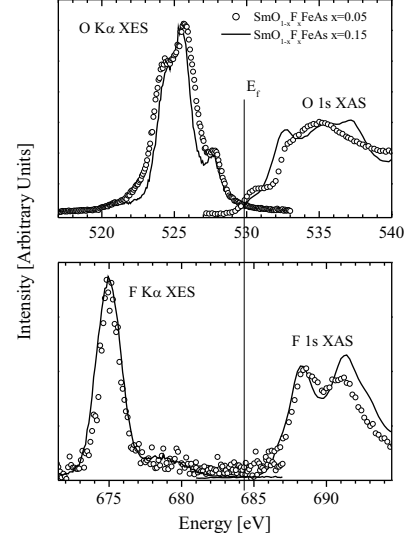 O Kα XES
SmO1-xFxFeAs x=0.05
SmO1-xFxFeAs x=0.15
Ef
O 1s XAS
520 525 530 535 540
Intensity [Arbitrary Units]
F Kα XES
F 1s XAS
675 680 685 690
Energy [eV]